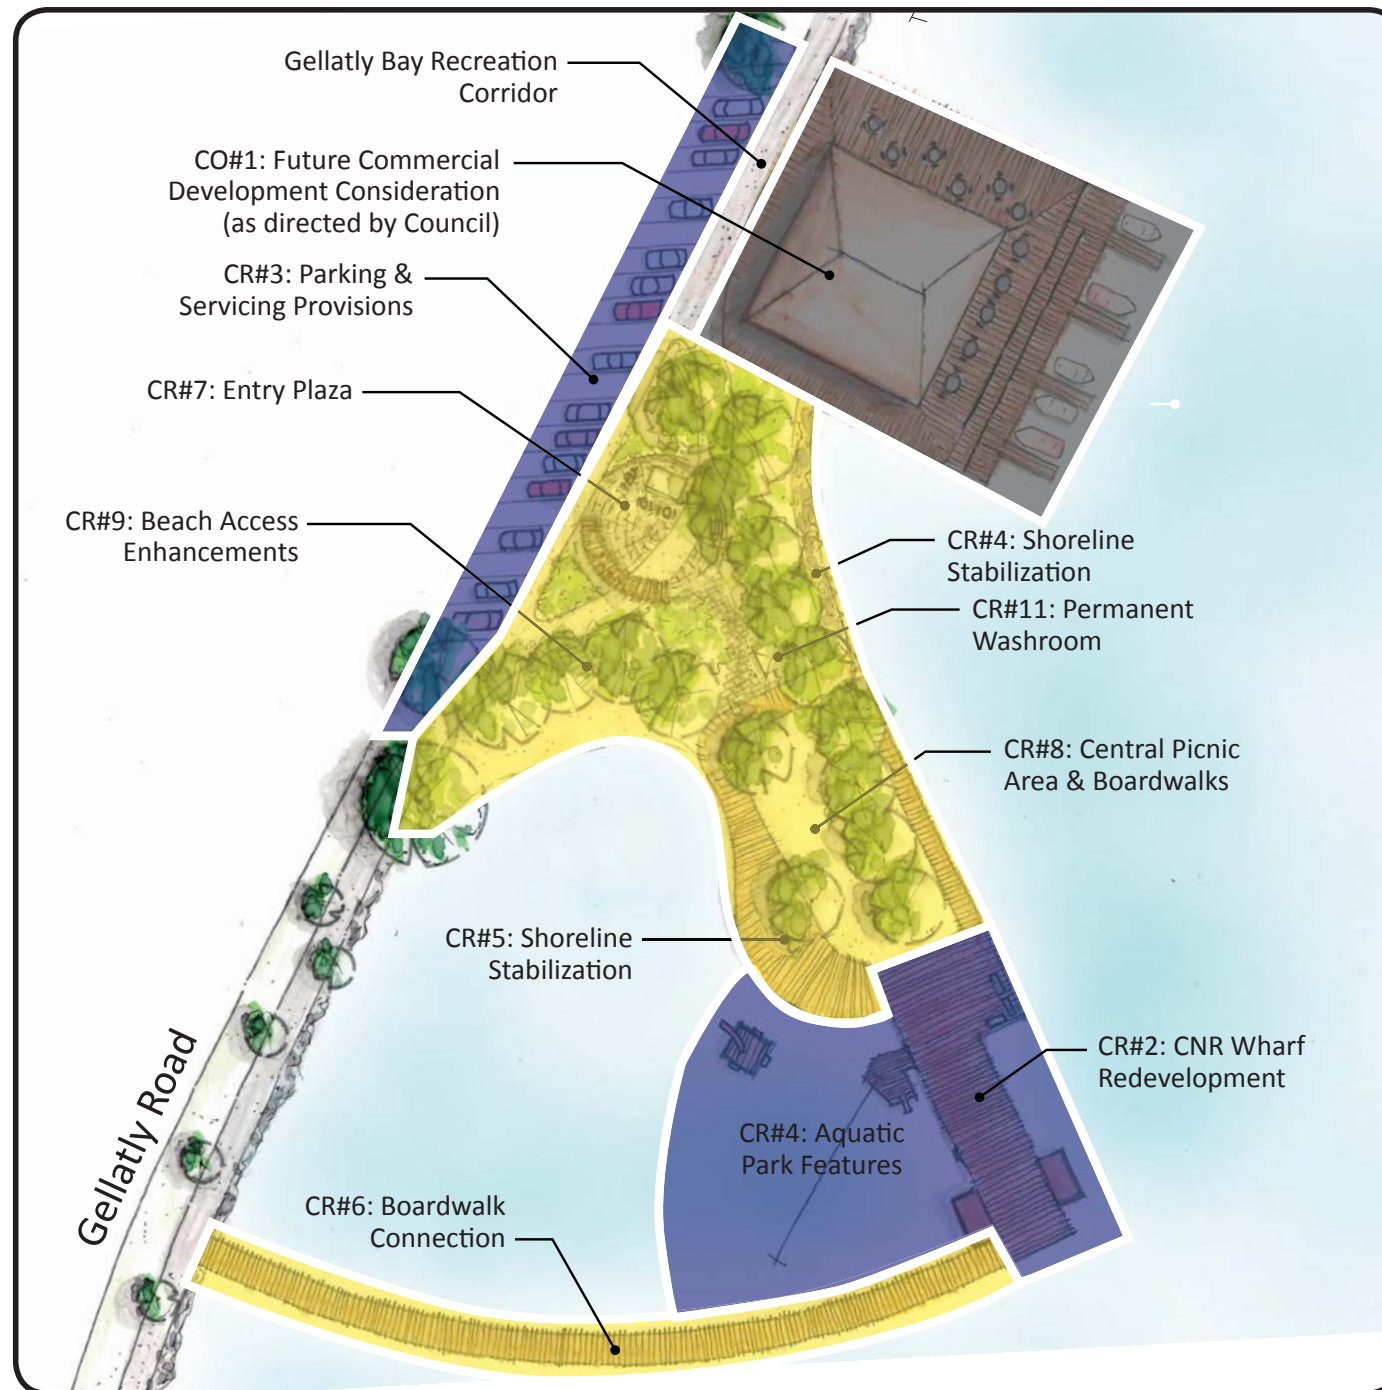 Gellatly Bay Recreation
Corridor
CO#1: Future Commercial
Development Consideration
(as directed by Council)
CR#3: Parking &
Servicing Provisions
CR#7: Entry Plaza
CR#9: Beach Access
Enhancements
CR#4: Shoreline
Stabilization
CR#11: Permanent
Washroom
CR#8: Central Picnic
Area & Boardwalks
CR#5: Shoreline
Stabilization
CR#2: CNR Wharf
Redevelopment
CR#4: Aquatic
Park Features
CR#6: Boardwalk
Connection
Gellatly Road